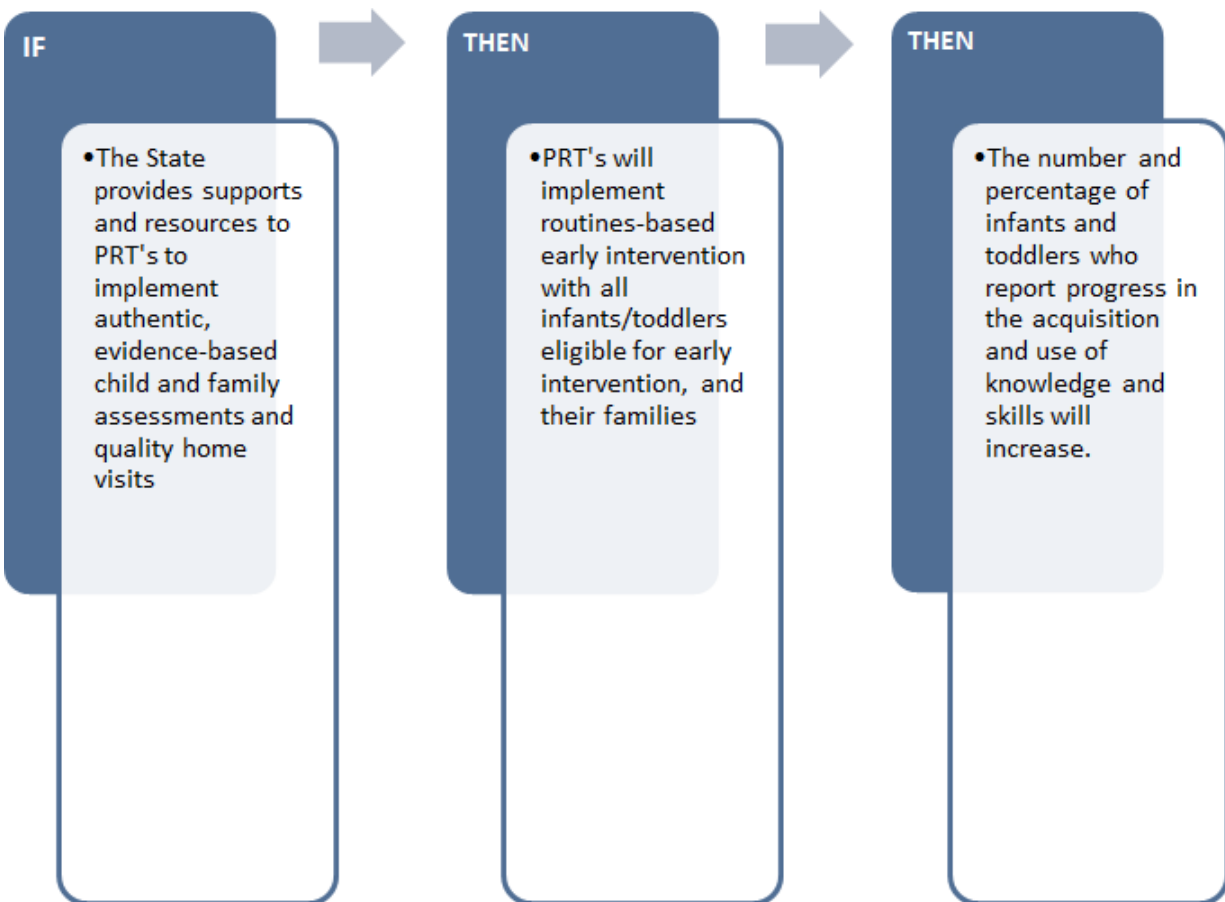 IF
•The State
provides supports
and resources to
PRT's to
implement
authentic,
evidence-based
child and family
assessments and
quality home
visits
THEN
•PRT's will
implement
routines-based
early intervention
with all
infants/toddlers
eligible for early
intervention, and
their families
THEN
•The number and
percentage of
infants and
toddlers who
report progress in
the acquisition
and use of
knowledge and
skills will
increase.